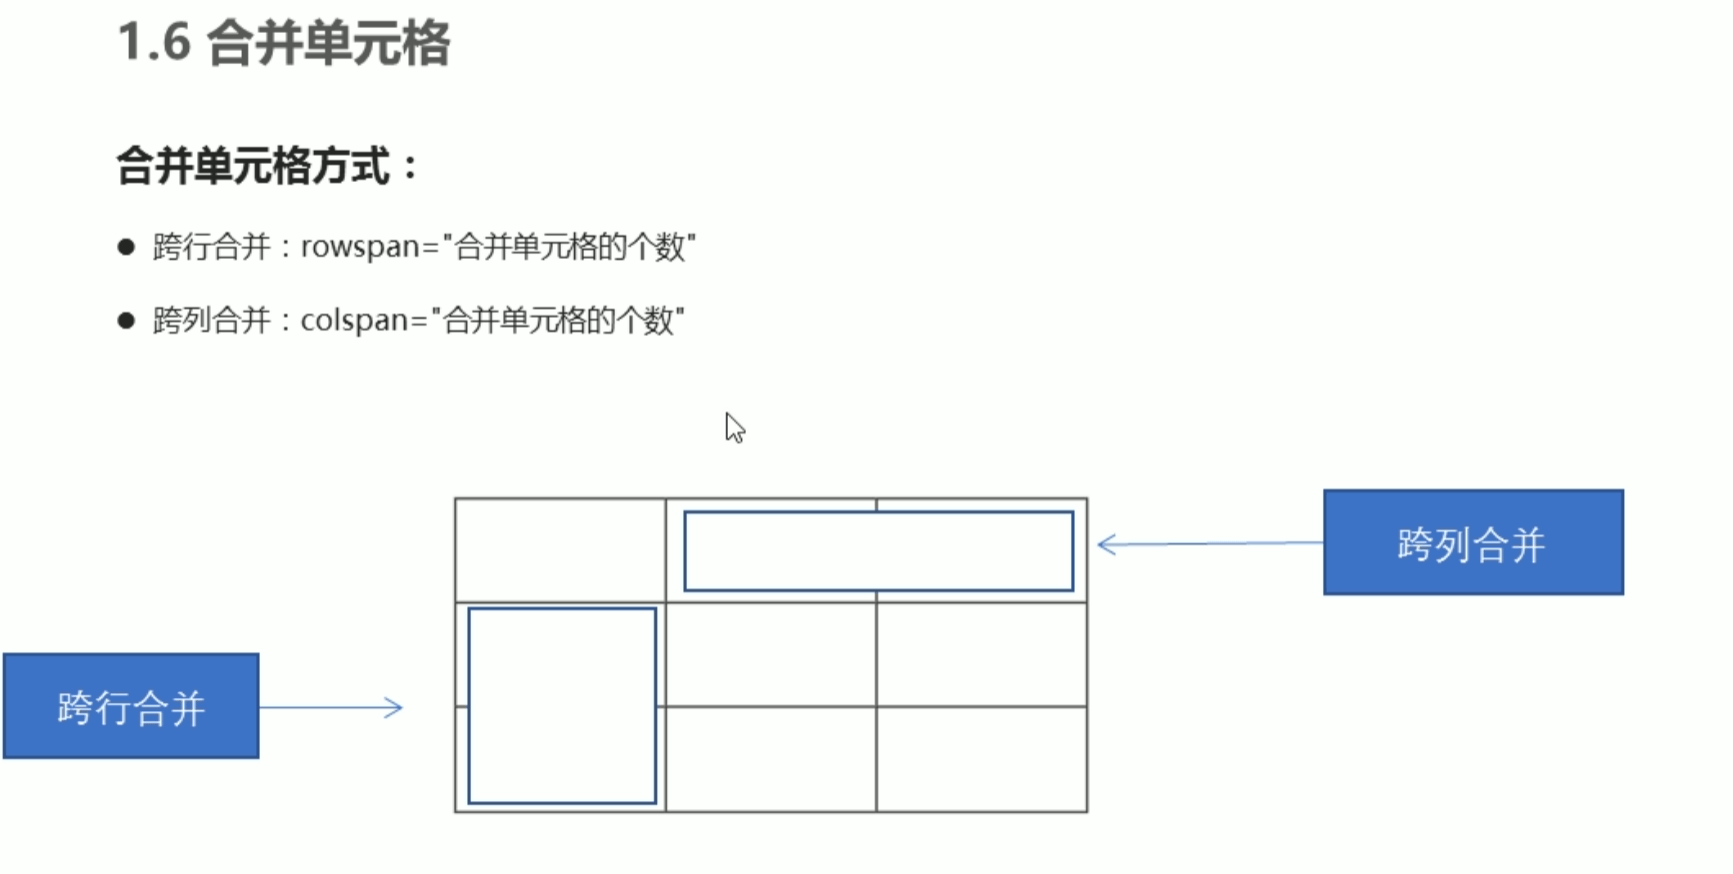 1.6 合并单元格
合并单元格方式：
● 跨行合并：rowspan="合并单元格的个数"
● 跨列合并：colspan="合并单元格的个数"
跨列合并
跨行合并